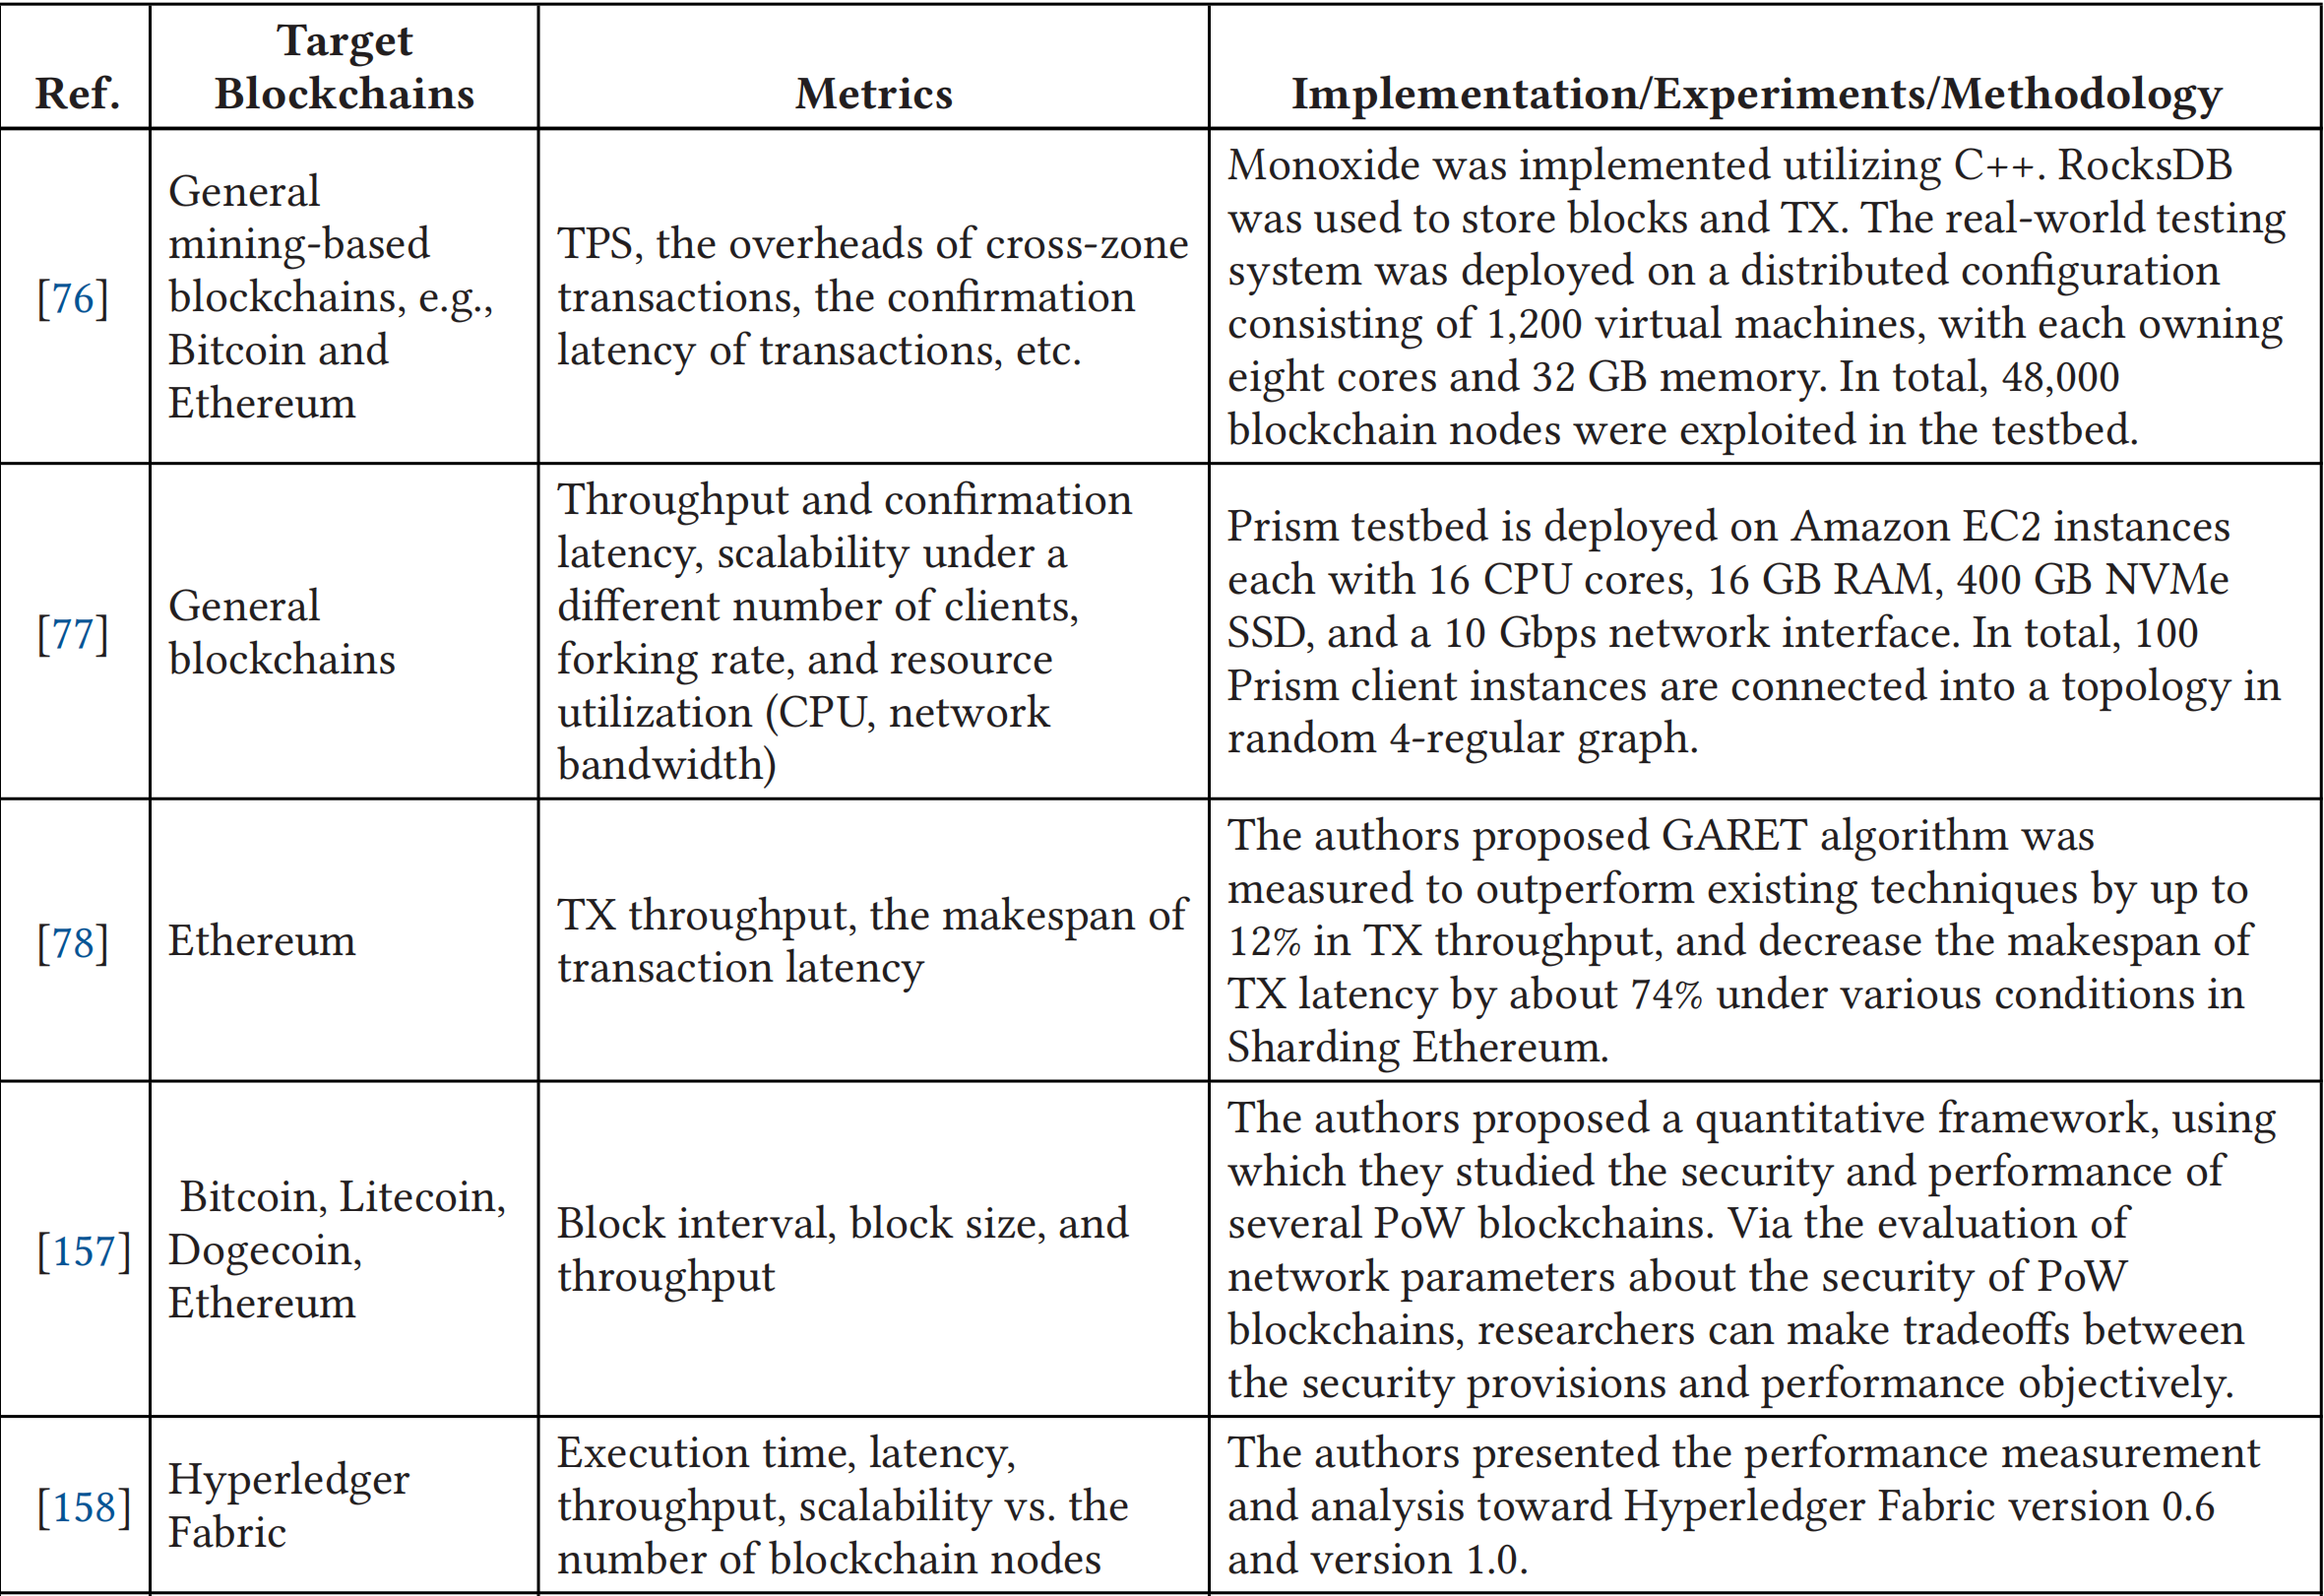 Ref.
Target
Blockchains
Metrics
Implementation/Experiments/Methodology
[76]
General
mining-based
blockchains, e.g.,
Bitcoin and
Ethereum
TPS, the overheads of cross-zone
transactions, the confirmation
latency of transactions, etc.
Monoxide was implemented utilizing C++. RocksDB
was used to store blocks and TX. The real-world testing
system was deployed on a distributed configuration
consisting of 1,200 virtual machines, with each owning
eight cores and 32 GB memory. In total, 48,000
blockchain nodes were exploited in the testbed.
[77]
General
blockchains
Throughput and confirmation
latency, scalability under a
different number of clients,
forking rate, and resource
utilization (CPU, network
bandwidth)
Prism testbed is deployed on Amazon EC2 instances
each with 16 CPU cores, 16 GB RAM, 400 GB NVMe
SSD, and a 10 Gbps network interface. In total, 100
Prism client instances are connected into a topology in
random 4-regular graph.
[78]
Ethereum
TX throughput, the makespan of
transaction latency
The authors proposed GARET algorithm was
measured to outperform existing techniques by up to
12% in TX throughput, and decrease the makespan of
TX latency by about 74% under various conditions in
Sharding Ethereum.
[157]
Bitcoin, Litecoin,
Dogecoin,
Ethereum
Block interval, block size, and
throughput
The authors proposed a quantitative framework, using
which they studied the security and performance of
several PoW blockchains. Via the evaluation of
network parameters about the security of PoW
blockchains, researchers can make tradeoffs between
the security provisions and performance objectively.
[158]
Hyperledger
Fabric
Execution time, latency,
throughput, scalability vs. the
number of blockchain nodes
The authors presented the performance measurement
and analysis toward Hyperledger Fabric version 0.6
and version 1.0.